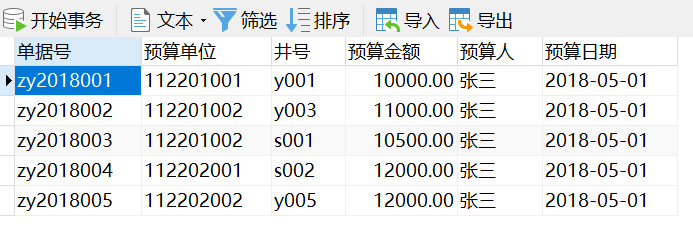 开始事务 文本 筛选 排序 导入 导出
单据号 预算单位 井号 预算金额 预算人 预算日期
zy2018001 112201001 y001 10000.00 张三 2018-05-01
zy2018002 112201002 y003 11000.00 张三 2018-05-01
zy2018003 112201002 s001 10500.00 张三 2018-05-01
zy2018004 112202001 s002 12000.00 张三 2018-05-01
zy2018005 112202002 y005 12000.00 张三 2018-05-01